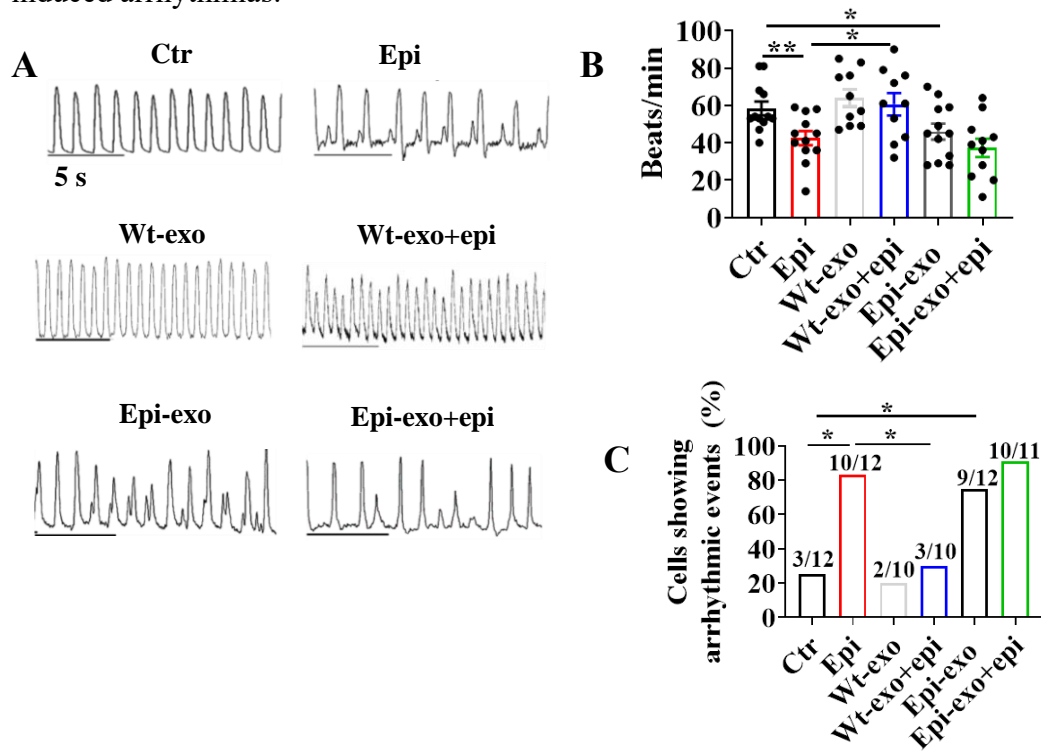 induced arrhythmias.
A
Ctr
Epi
5 s
Wt-exo
Wt-exo+epi
Epi-exo
Epi-exo+epi
B
Beats/min
100
80
60
40
20
0
*
*
**
Ctr
Epi
Wt-exo
Wt-exo+epi
Epi-exo
Epi-exo+epi
C
Cells showing
arrhythmic events (%)
80
60
40
20
0
*
*
*
3/12
10/12
2/10
3/10
9/12
10/11
Ctr
Epi
Wt-exo
Wt-exo+epi
Epi-exo
Epi-exo+epi